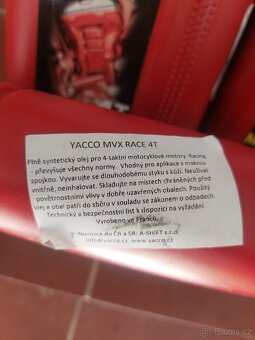 YACCO MVX RACE 4T
Plně syntetický olej pro 4-taktní motocyklové motory. Racing
- převyšuje všechny normy. Vhodný pro aplikace s mokrou
spojkou. Vyvarujte se dlouhodobému styku s kůží. Neužívat
vnitřně, neinhalovat. Skladujte na místech chráněných před
povětrnostními vlivy v dobře uzavřených obalech. Použitý
olej a obal patří do sběru v souladu se zákonem o odpadech.
Technický a bezpečnostní list k dispozici na vyžádání.
Vyrobeno ve Francii.
Dovozce do ČR a SR: A-SHIFT s.r.o.
info@yacco.cz www.yacco.cz